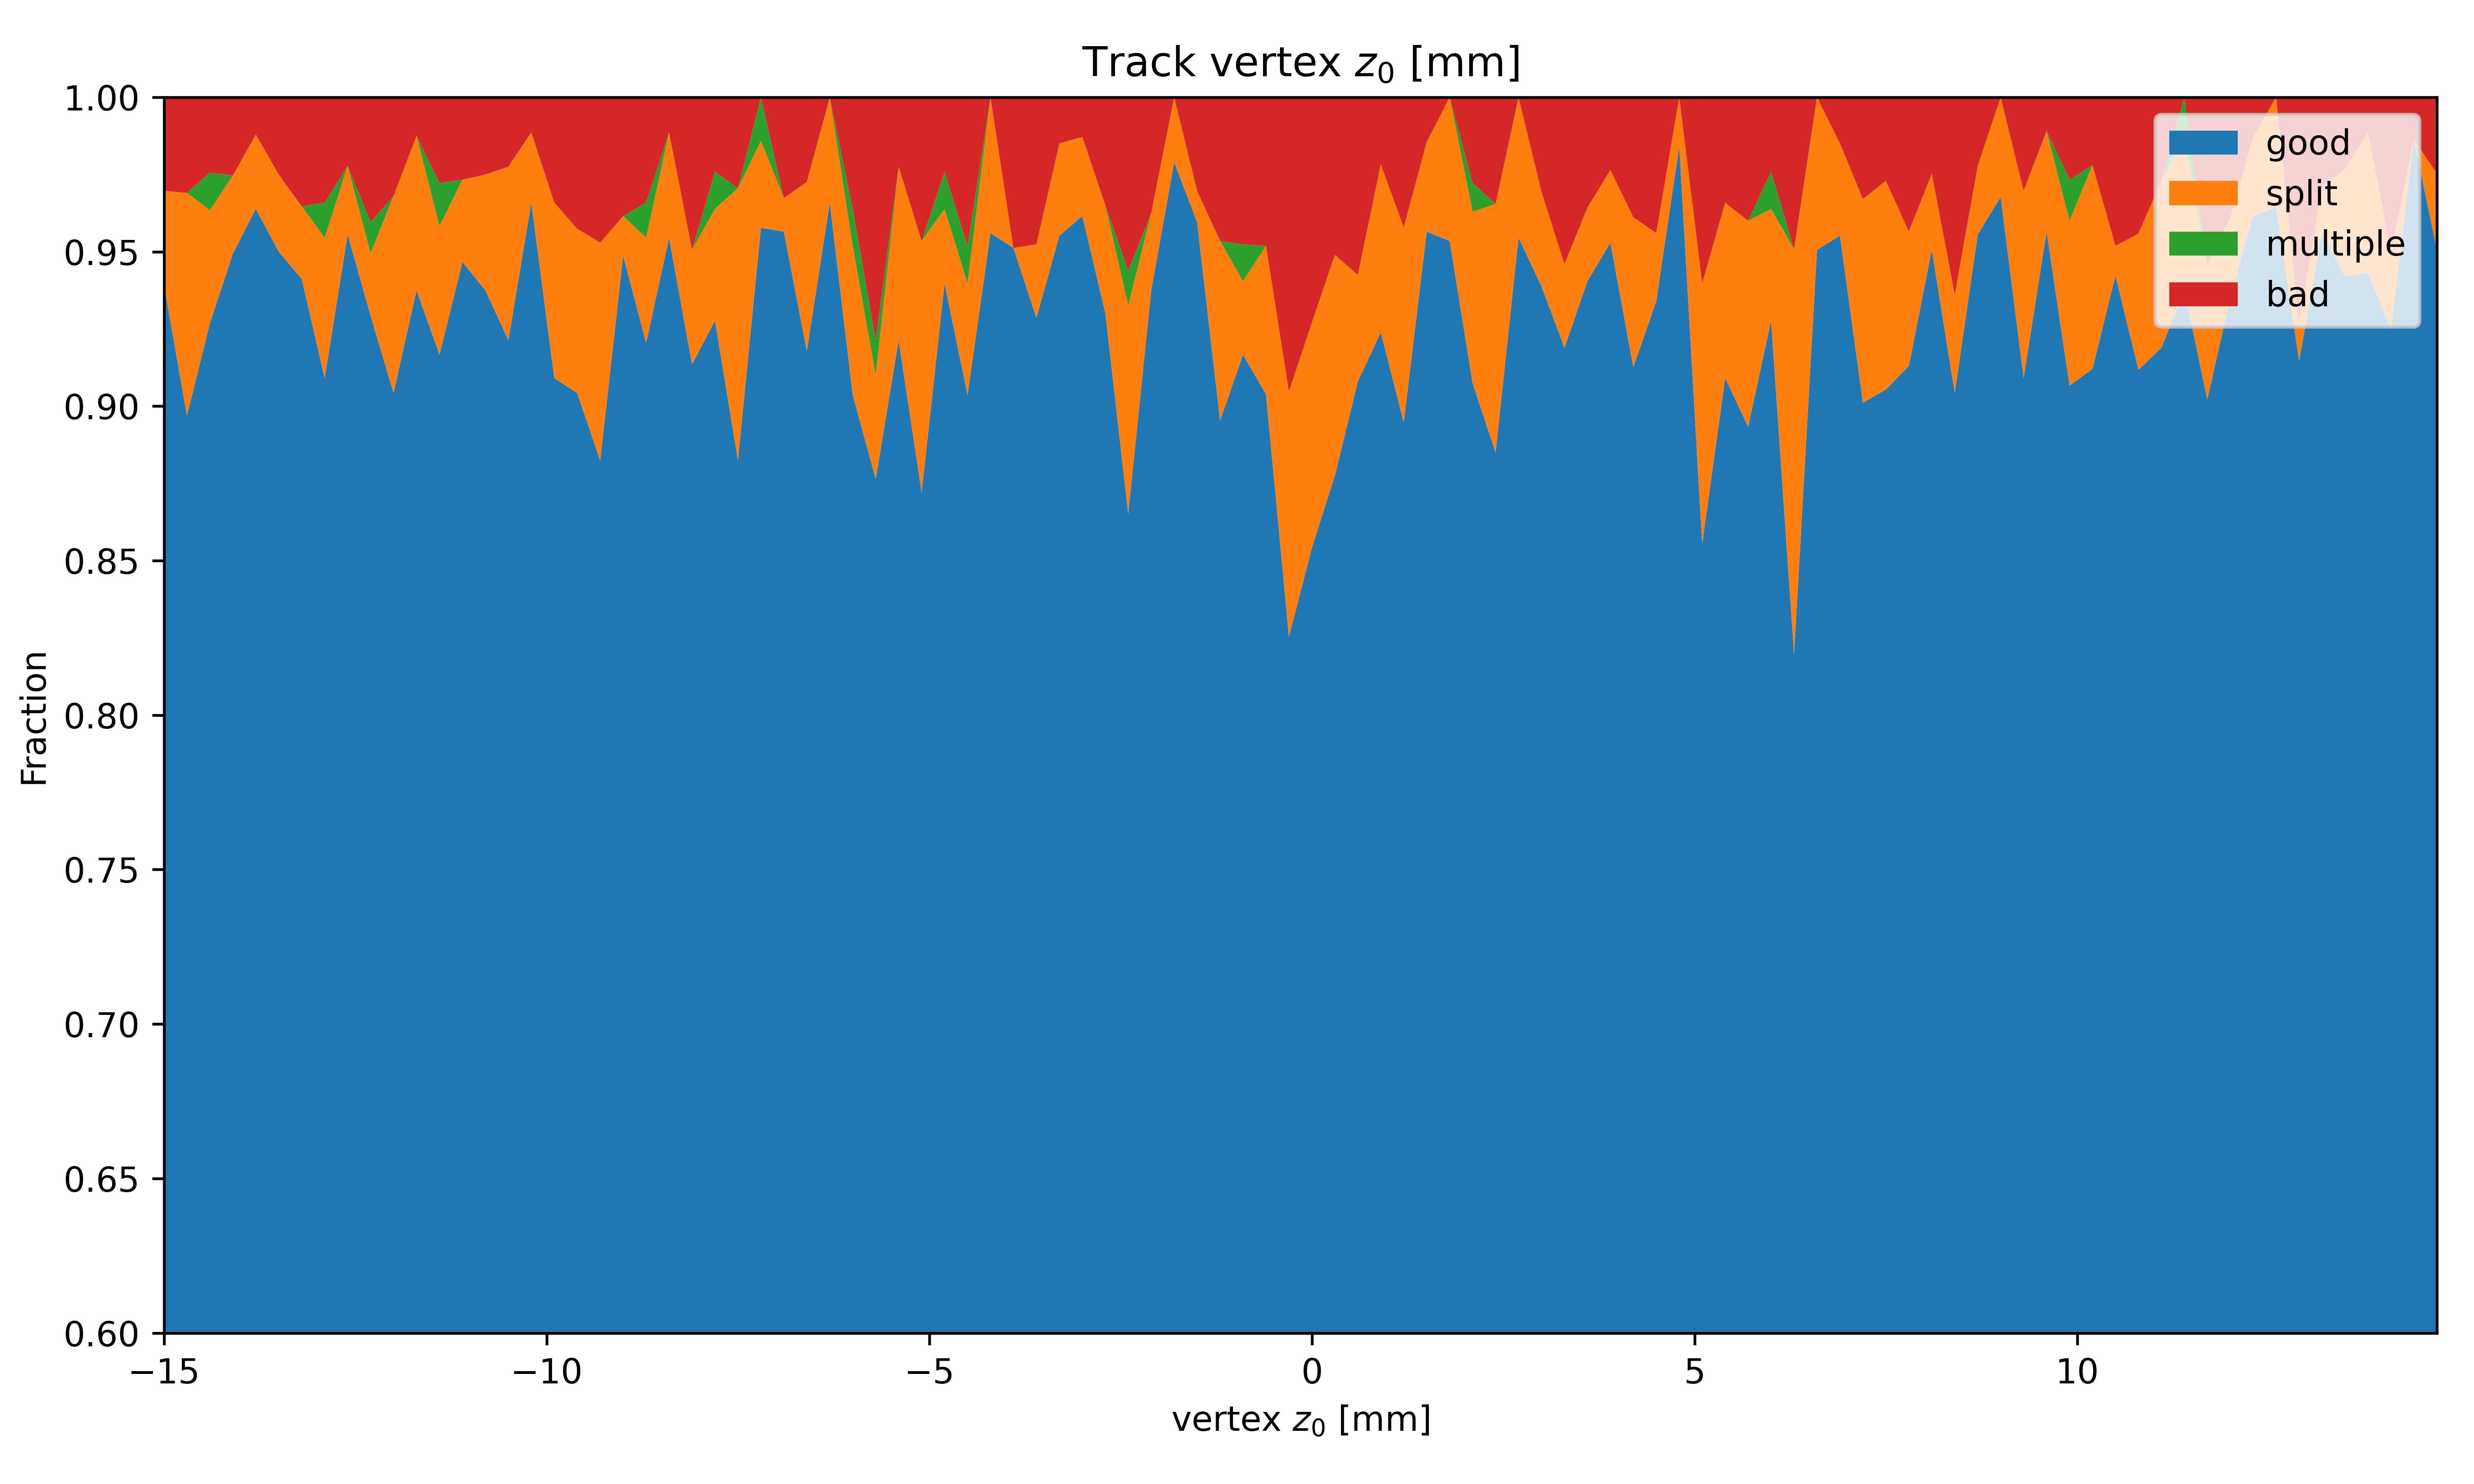 Track vertex z₀ [mm]
1.00
0.95
0.90
0.85
0.80
0.75
0.70
0.65
0.60
Fraction
good
split
multiple
bad
−15 −10 −5 0 5 10
vertex z₀ [mm]